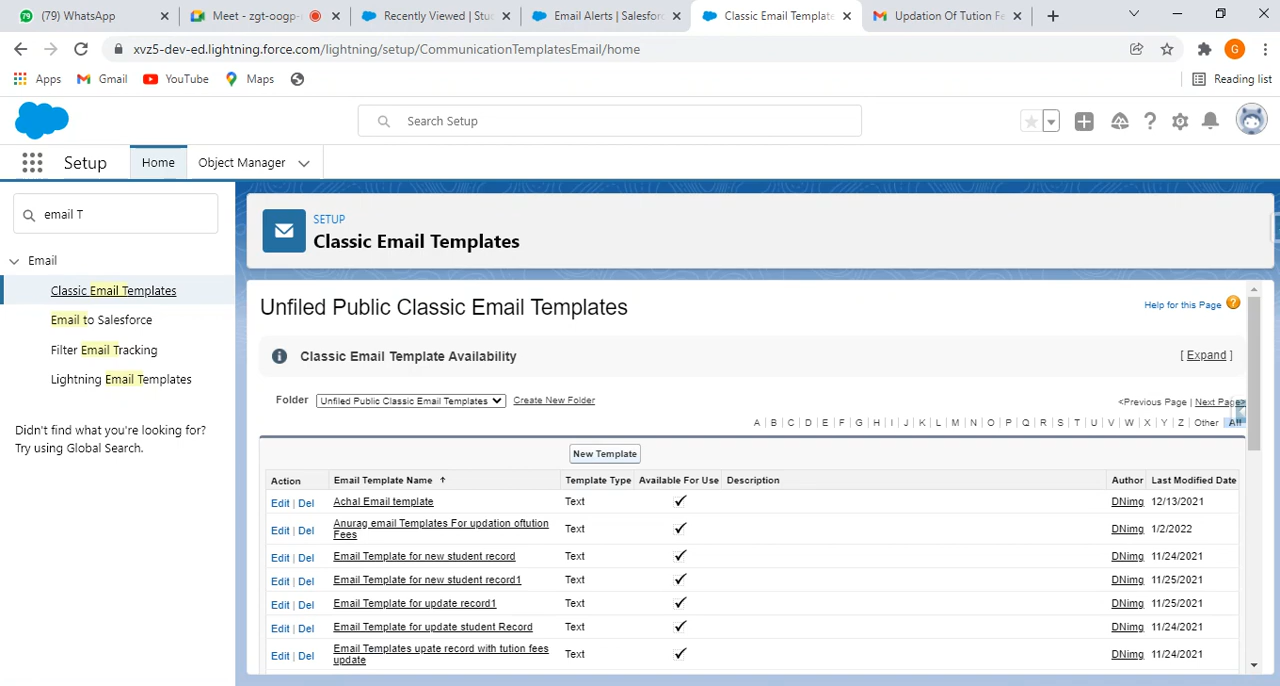 (79) WhatsApp
Meet - zgt-oogp-
Recently Viewed | Stud
Email Alerts | Salesfor
Classic Email Template
Updation Of Tution Fe
xvz5-dev-ed.lightning.force.com/lightning/setup/CommunicationTemplatesEmail/home
G
Apps
Gmail
YouTube
Maps
Reading list
Search Setup
Setup
Home
Object Manager
email T
Email
Classic Email Templates
Email to Salesforce
Filter Email Tracking
Lightning Email Templates
Didn't find what you're looking for?
Try using Global Search.
SETUP
Classic Email Templates
Unfiled Public Classic Email Templates
Help for this Page ?
Classic Email Template Availability
[ Expand ]
Folder Unfiled Public Classic Email Templates Create New Folder
<Previous Page | Next Page>
A | B | C | D | E | F | G | H | I | J | K | L | M | N | O | P | Q | R | S | T | U | V | W | X | Y | Z | Other All
New Template
Action Email Template Name ↑ Template Type Available For Use Description Author Last Modified Date
Edit | Del Achal Email template Text ✓ DNimg 12/13/2021
Edit | Del Anurag email Templates For updation oftution Text ✓ DNimg 1/2/2022
Fees
Edit | Del Email Template for new student record Text ✓ DNimg 11/24/2021
Edit | Del Email Template for new student record1 Text ✓ DNimg 11/25/2021
Edit | Del Email Template for update record1 Text ✓ DNimg 11/25/2021
Edit | Del Email Template for update student Record Text ✓ DNimg 11/24/2021
Edit | Del Email Templates upate record with tution fees Text ✓ DNimg 11/24/2021
update